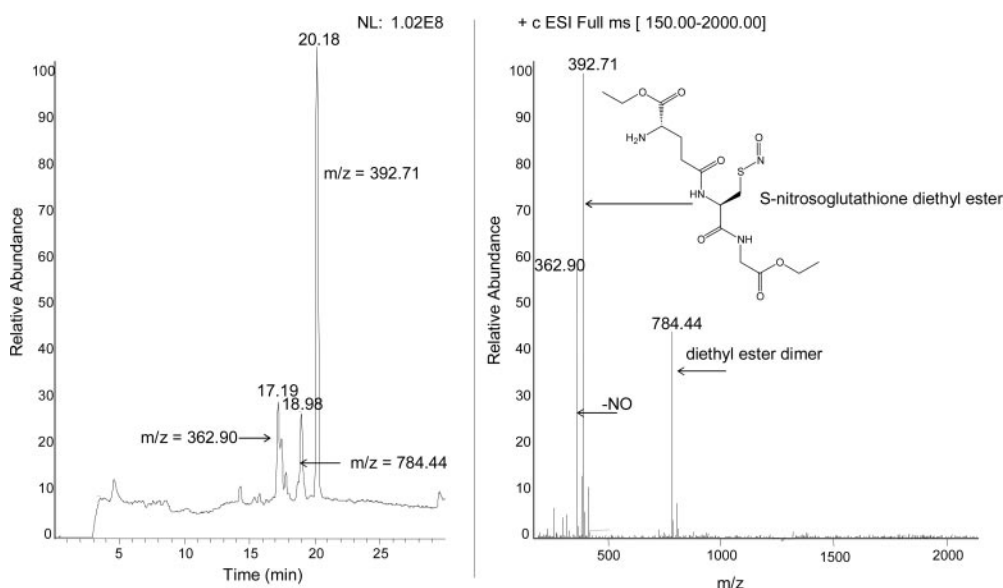 NL: 1.02E8
20.18
100
90
80
70
60
50
40
30
20
10
0
Relative Abundance
m/z = 392.71
17.19
18.98
m/z = 362.90
m/z = 784.44
5
10
15
20
25
Time (min)
+ c ESI Full ms [ 150.00-2000.00]
392.71
100
90
80
70
60
50
40
30
20
10
0
Relative Abundance
O
O
H₂N
O
O
N
S
HN
S-nitrosoglutathione diethyl ester
O
NH
O
O
362.90
784.44
diethyl ester dimer
-NO
500
1000
1500
2000
m/z